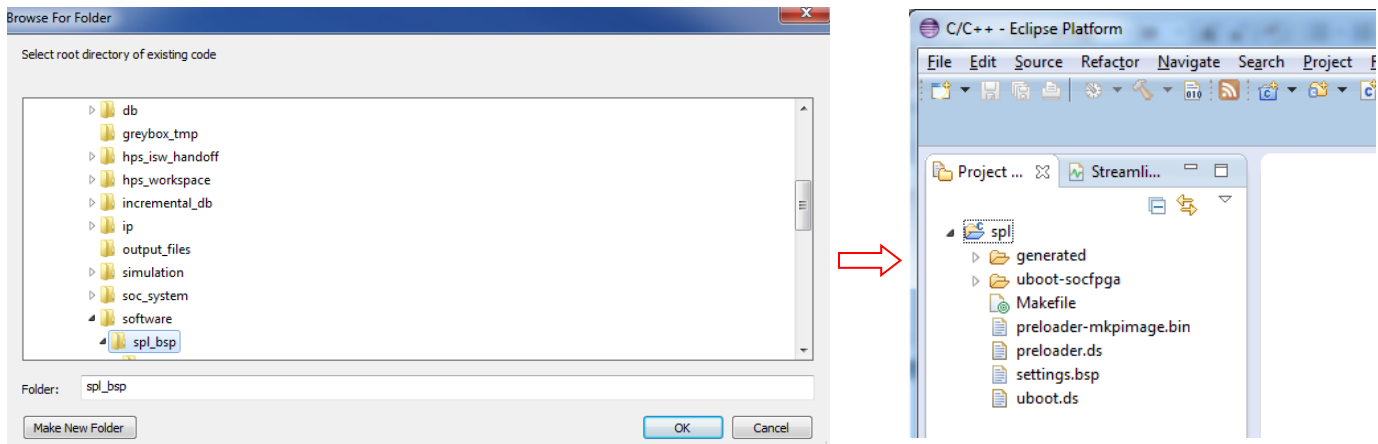 Browse For Folder
x
Select root directory of existing code
db
greybox_tmp
hps_isw_handoff
hps_workspace
incremental_db
ip
output_files
simulation
soc_system
software
spl_bsp
Folder: spl_bsp
Make New Folder OK Cancel
C/C++ - Eclipse Platform
File Edit Source Refactor Navigate Search Project
010
Project ... Streamli...
spl
generated
uboot-socfpga
Makefile
preloader-mkpimage.bin
preloader.ds
settings.bsp
uboot.ds